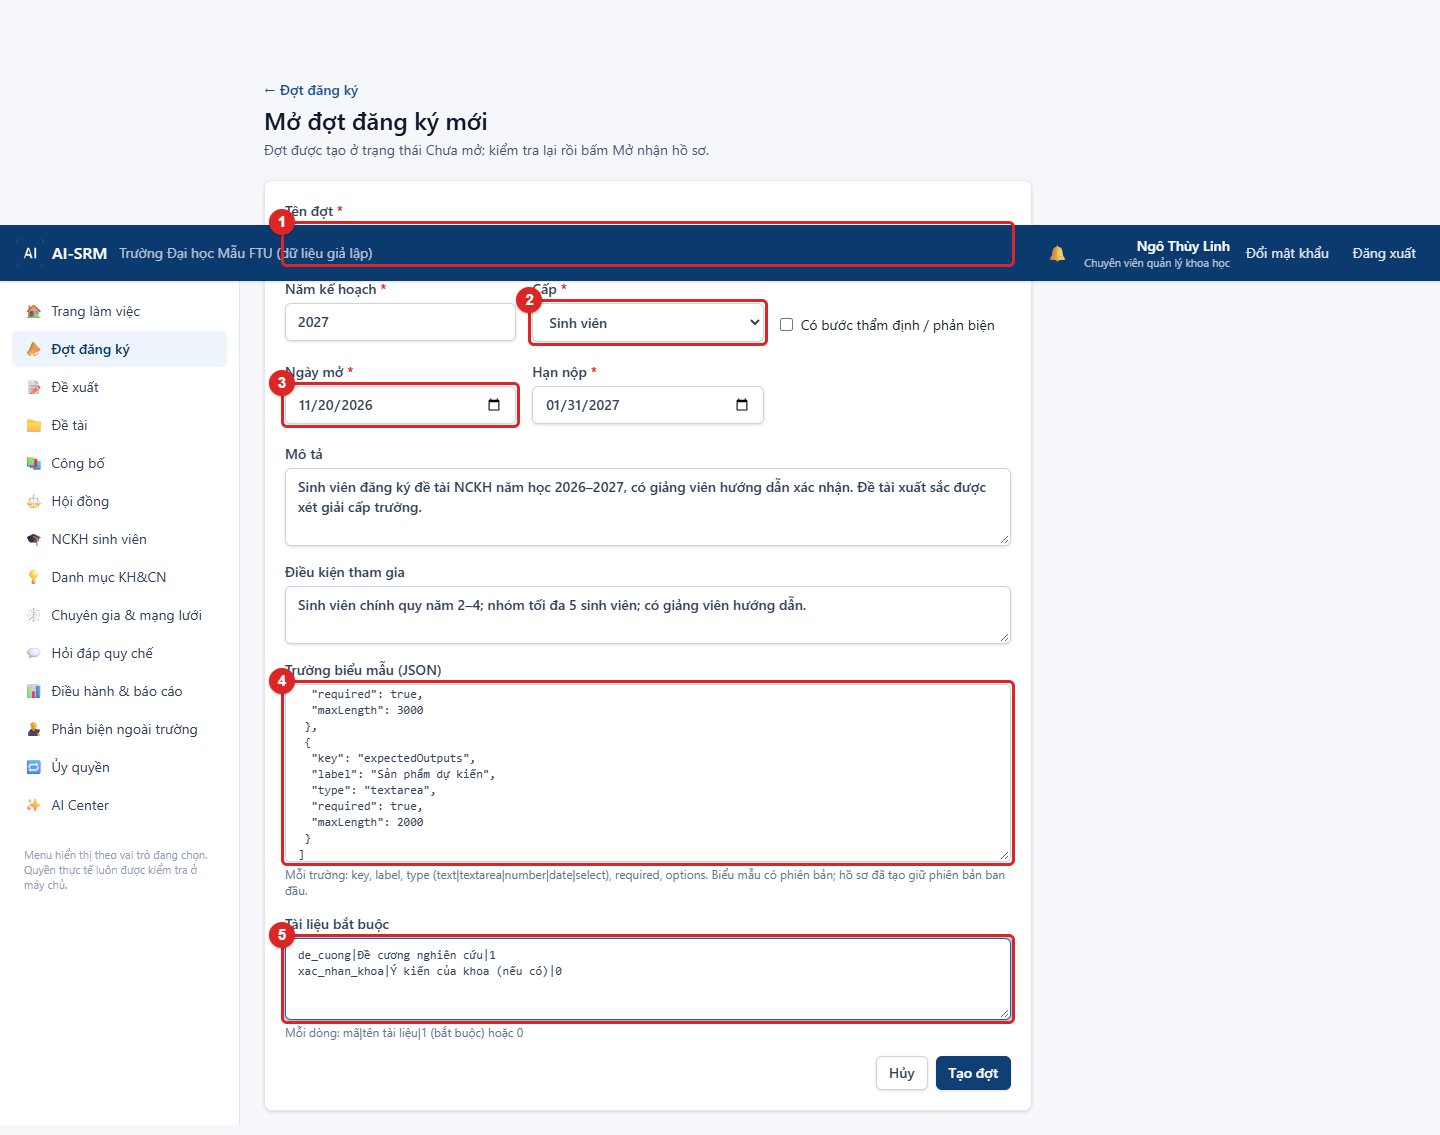 ← Đợt đăng ký
Mở đợt đăng ký mới
Đợt được tạo ở trạng thái Chưa mở; kiểm tra lại rồi bấm Mở nhận hồ sơ.
Tên đợt *
1
AI AI-SRM Trường Đại học Mẫu FTU (dữ liệu giả lập)
Ngô Thùy Linh
Chuyên viên quản lý khoa học
Đổi mật khẩu
Đăng xuất
Trang làm việc
Đợt đăng ký
Đề xuất
Đề tài
Công bố
Hội đồng
NCKH sinh viên
Danh mục KH&CN
Chuyên gia & mạng lưới
Hỏi đáp quy chế
Điều hành & báo cáo
Phản biện ngoài trường
Ủy quyền
AI Center
Menu hiển thị theo vai trò đang chọn.
Quyền thực tế luôn được kiểm tra ở
máy chủ.
Năm kế hoạch *
2027
2
Cấp *
Sinh viên
Có bước thẩm định / phản biện
3
Ngày mở *
11/20/2026
Hạn nộp *
01/31/2027
Mô tả
Sinh viên đăng ký đề tài NCKH năm học 2026–2027, có giảng viên hướng dẫn xác nhận. Đề tài xuất sắc được
xét giải cấp trường.
Điều kiện tham gia
Sinh viên chính quy năm 2–4; nhóm tối đa 5 sinh viên; có giảng viên hướng dẫn.
Trường biểu mẫu (JSON)
4
"required": true,
"maxLength": 3000
},
{
"key": "expectedOutputs",
"label": "Sản phẩm dự kiến",
"type": "textarea",
"required": true,
"maxLength": 2000
}
]
Mỗi trường: key, label, type (text|textarea|number|date|select), required, options. Biểu mẫu có phiên bản; hồ sơ đã tạo giữ phiên bản ban
đầu.
Tài liệu bắt buộc
5
de_cuong|Đề cương nghiên cứu|1
xac_nhan_khoa|Ý kiến của khoa (nếu có)|0
Mỗi dòng: mã|tên tài liệu|1 (bắt buộc) hoặc 0
Hủy
Tạo đợt